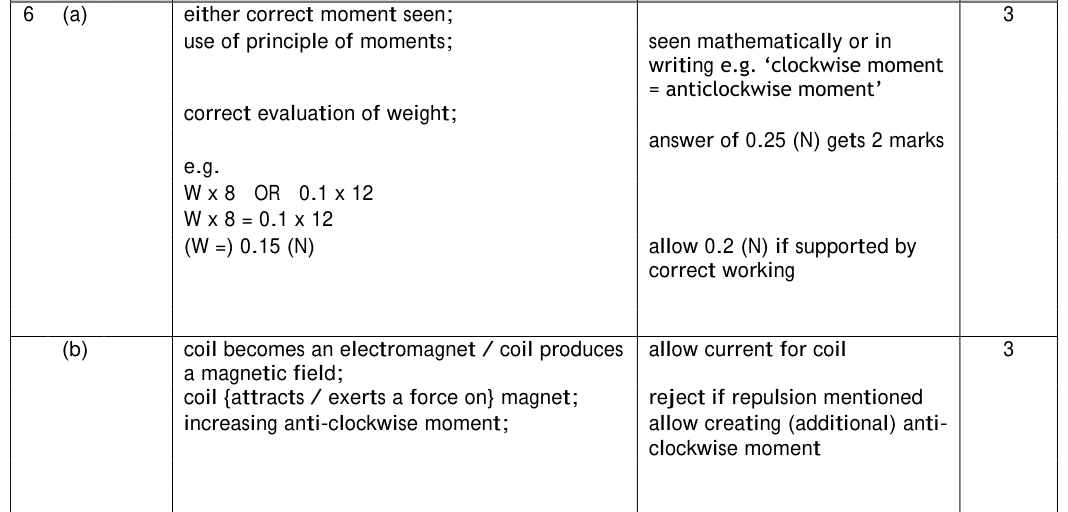 6 (a) either correct moment seen; 3
use of principle of moments; seen mathematically or in
writing e.g. ‘clockwise moment
= anticlockwise moment’
correct evaluation of weight;
answer of 0.25 (N) gets 2 marks
e.g.
W x 8 OR 0.1 x 12
W x 8 = 0.1 x 12
(W =) 0.15 (N) allow 0.2 (N) if supported by
correct working
(b) coil becomes an electromagnet / coil produces allow current for coil 3
a magnetic field;
coil {attracts / exerts a force on} magnet; reject if repulsion mentioned
increasing anti-clockwise moment; allow creating (additional) anti-
clockwise moment